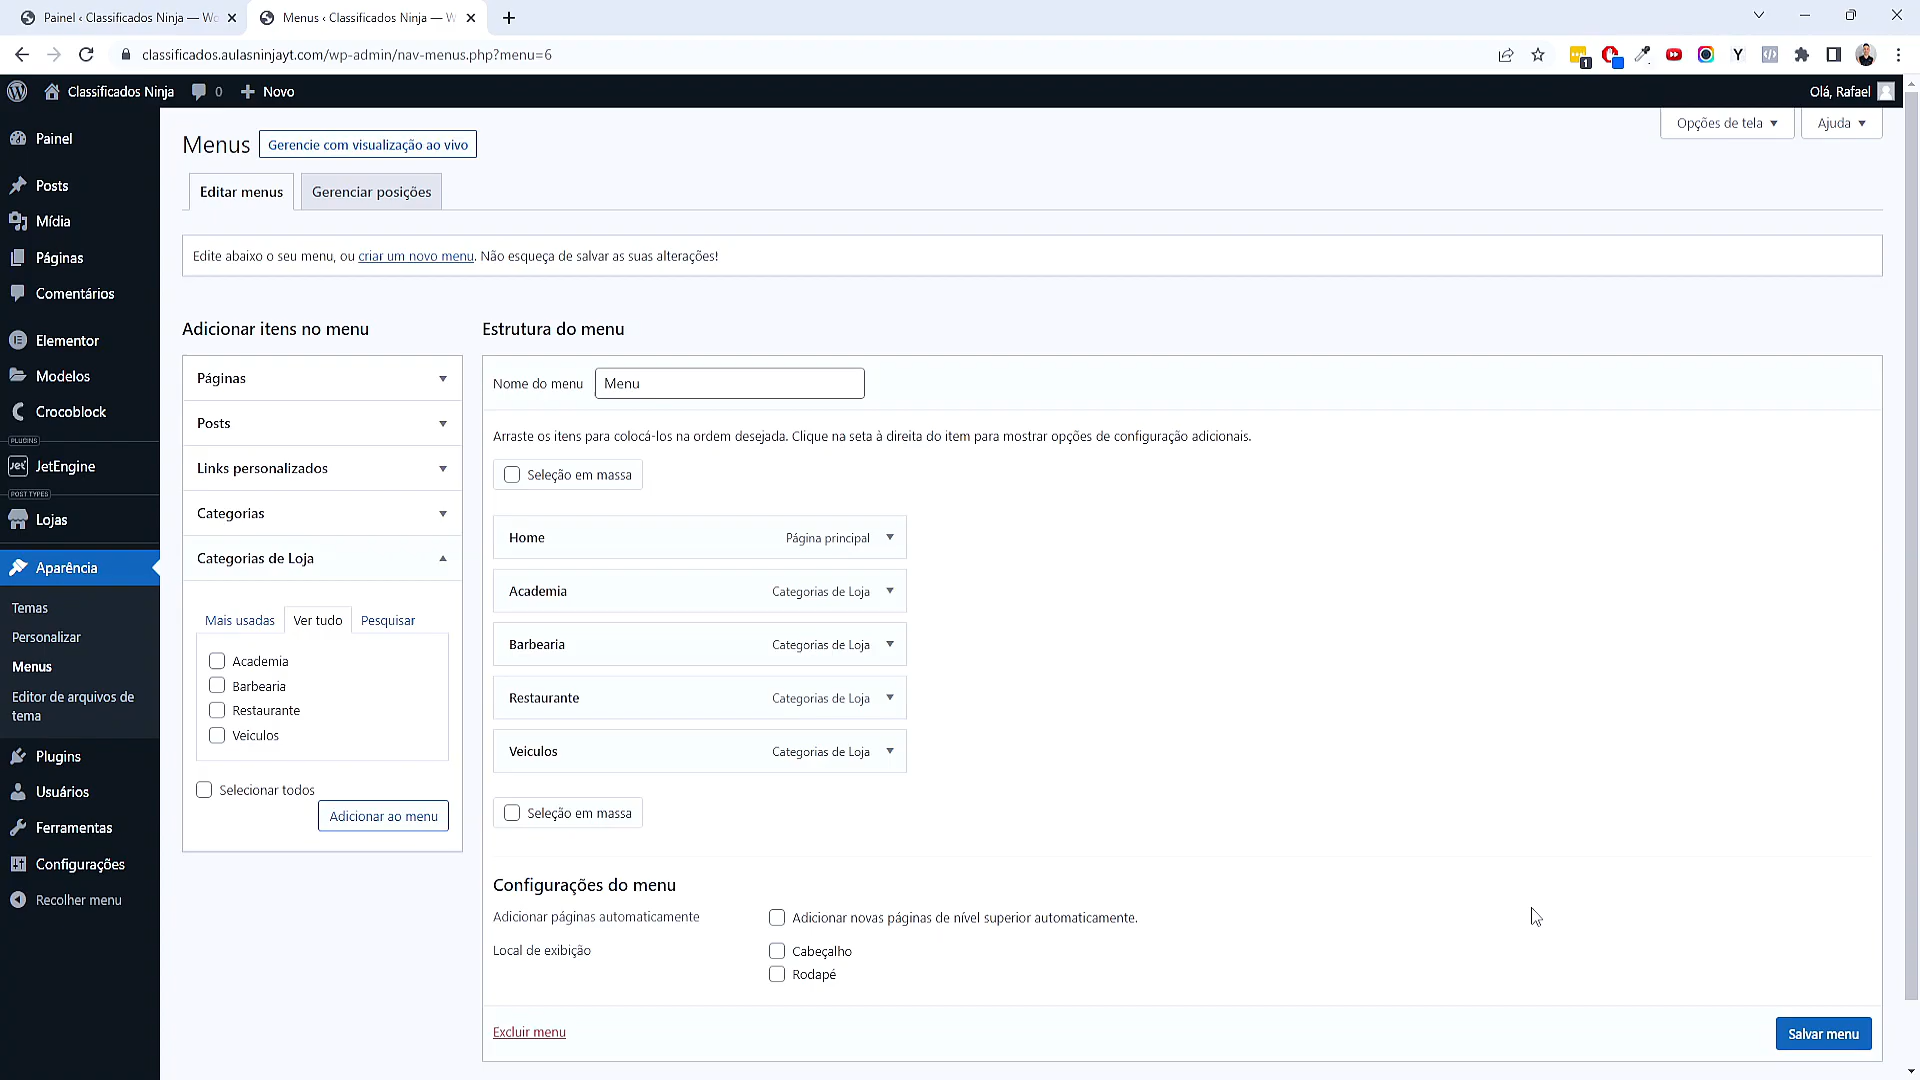 Painel ‹ Classificados Ninja — Wo
Menus ‹ Classificados Ninja — W
classificados.aulasninjayt.com/wp-admin/nav-menus.php?menu=6
1
Y
Classificados Ninja
0
Novo
Olá, Rafael
Painel
Posts
Mídia
Páginas
Comentários
Elementor
Modelos
Crocoblock
PLUGINS
Jet
JetEngine
POST TYPES
Lojas
Aparência
Temas
Personalizar
Menus
Editor de arquivos de
tema
Plugins
Usuários
Ferramentas
Configurações
Recolher menu
Opções de tela
Ajuda
Menus
Gerencie com visualização ao vivo
Editar menus
Gerenciar posições
Edite abaixo o seu menu, ou criar um novo menu. Não esqueça de salvar as suas alterações!
Adicionar itens no menu
Páginas
Posts
Links personalizados
Categorias
Categorias de Loja
Mais usadas
Ver tudo
Pesquisar
Academia
Barbearia
Restaurante
Veiculos
Selecionar todos
Adicionar ao menu
Estrutura do menu
Nome do menu
Menu
Arraste os itens para colocá-los na ordem desejada. Clique na seta à direita do item para mostrar opções de configuração adicionais.
Seleção em massa
Home
Página principal
Academia
Categorias de Loja
Barbearia
Categorias de Loja
Restaurante
Categorias de Loja
Veiculos
Categorias de Loja
Seleção em massa
Configurações do menu
Adicionar páginas automaticamente
Adicionar novas páginas de nível superior automaticamente.
Local de exibição
Cabeçalho
Rodapé
Excluir menu
Salvar menu